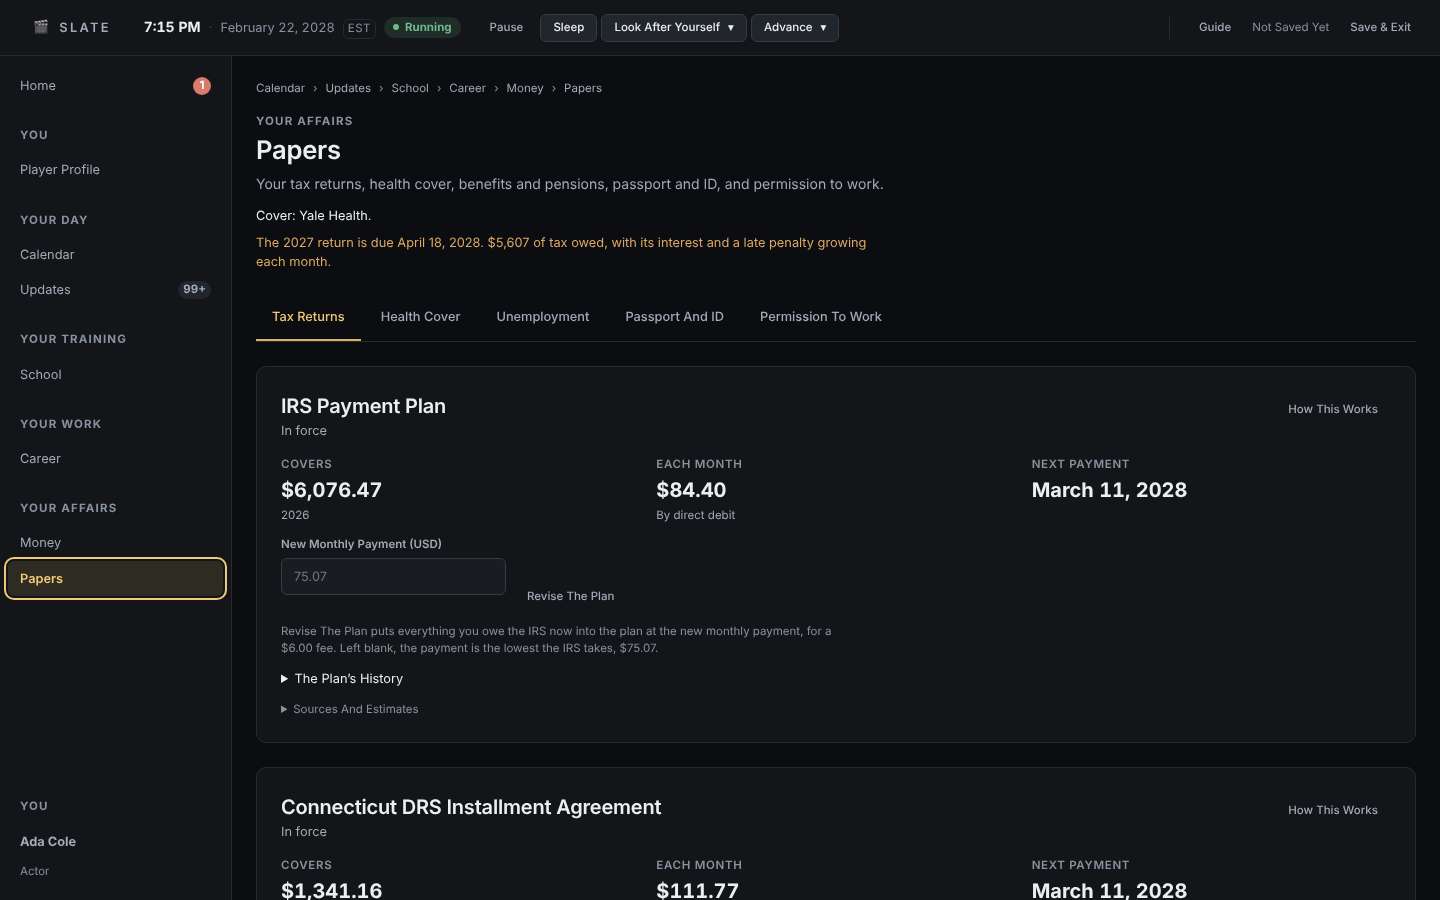 SLATE
7:15 PM · February 22, 2028 EST Running
Pause
Sleep
Look After Yourself ▾
Advance ▾
Guide
Not Saved Yet
Save & Exit
Home
1
YOU
Player Profile
YOUR DAY
Calendar
Updates
99+
YOUR TRAINING
School
YOUR WORK
Career
YOUR AFFAIRS
Money
Papers
YOU
Ada Cole
Actor
Calendar › Updates › School › Career › Money › Papers
YOUR AFFAIRS
Papers
Your tax returns, health cover, benefits and pensions, passport and ID, and permission to work.
Cover: Yale Health.
The 2027 return is due April 18, 2028. $5,607 of tax owed, with its interest and a late penalty growing
each month.
Tax Returns
Health Cover
Unemployment
Passport And ID
Permission To Work
IRS Payment Plan
How This Works
In force
COVERS
EACH MONTH
NEXT PAYMENT
$6,076.47
$84.40
March 11, 2028
2026
By direct debit
New Monthly Payment (USD)
75.07
Revise The Plan
Revise The Plan puts everything you owe the IRS now into the plan at the new monthly payment, for a
$6.00 fee. Left blank, the payment is the lowest the IRS takes, $75.07.
The Plan's History
Sources And Estimates
Connecticut DRS Installment Agreement
How This Works
In force
COVERS
EACH MONTH
NEXT PAYMENT
$1,341.16
$111.77
March 11, 2028